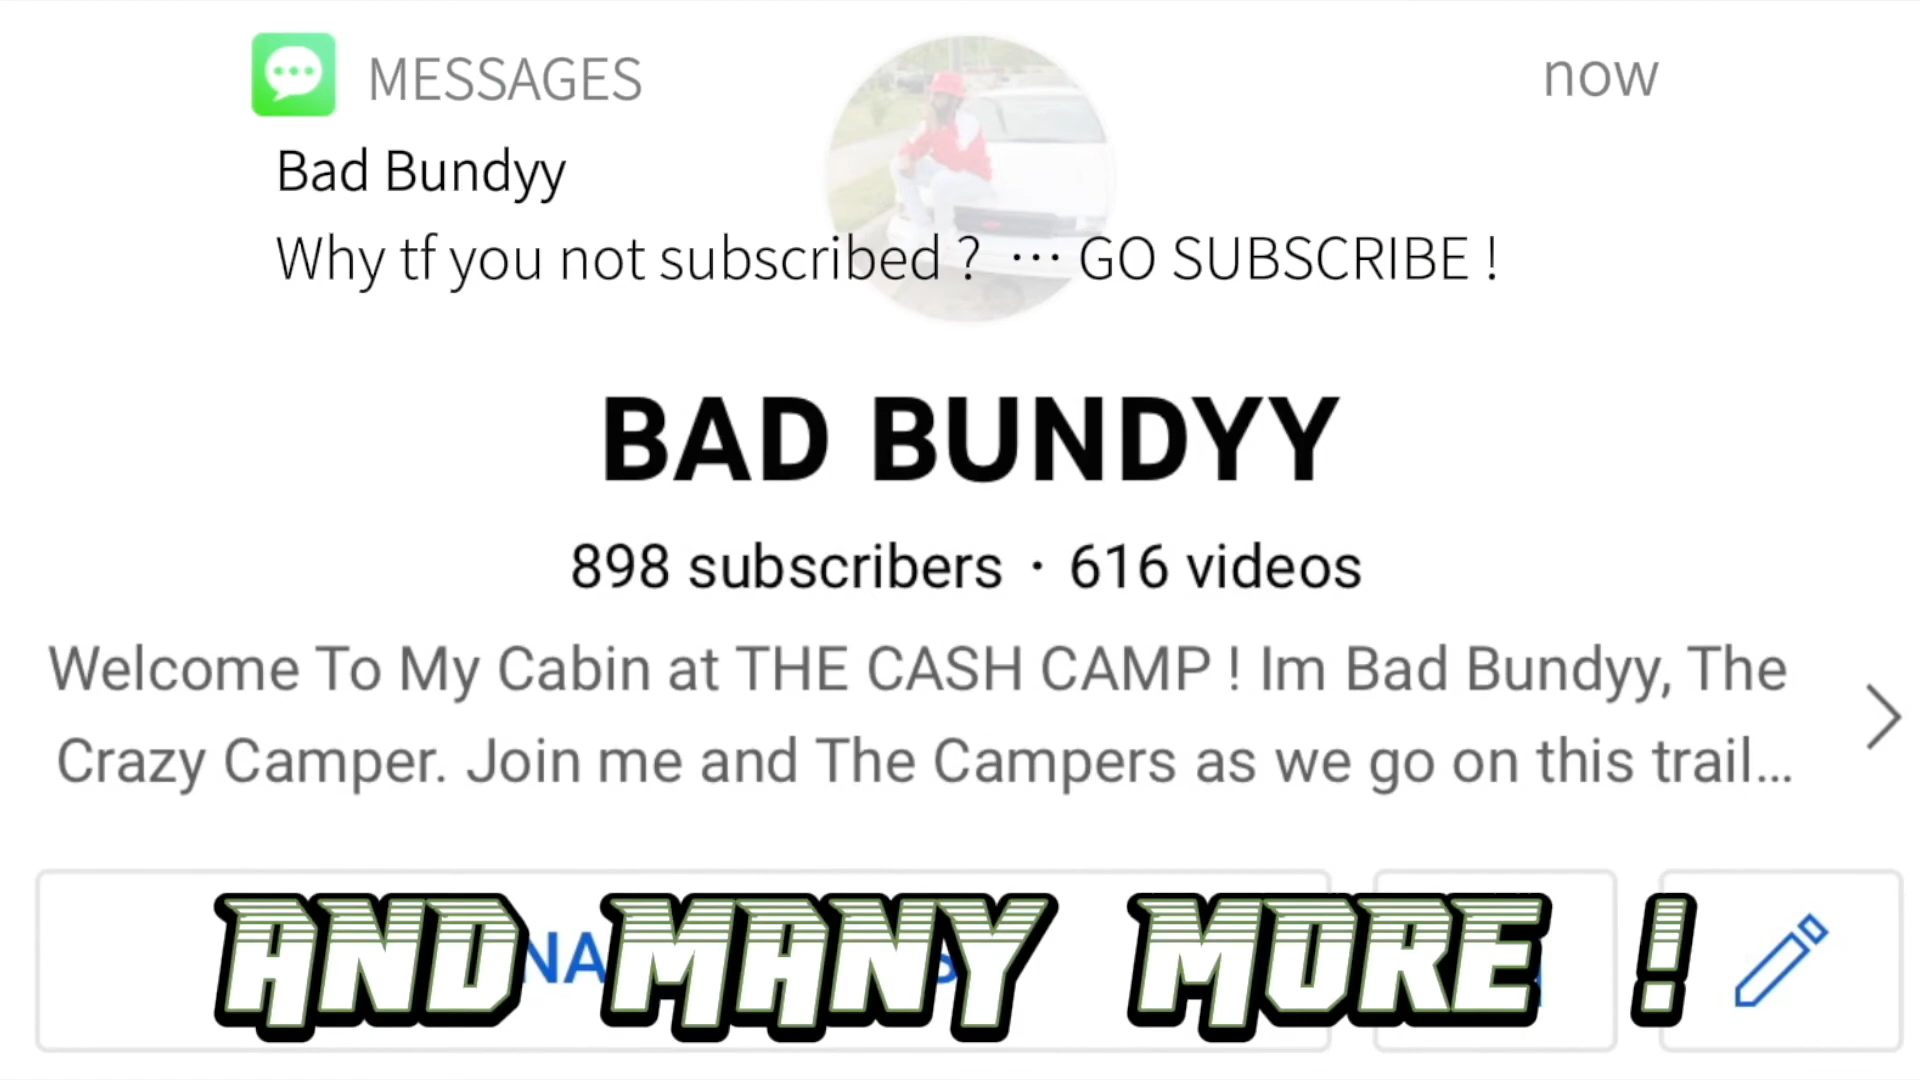 MESSAGES
now
Bad Bundyy
Why tf you not subscribed ? ··· GO SUBSCRIBE !
BAD BUNDYY
898 subscribers · 616 videos
Welcome To My Cabin at THE CASH CAMP ! Im Bad Bundyy, The
Crazy Camper. Join me and The Campers as we go on this trail...
AND MANY MORE !